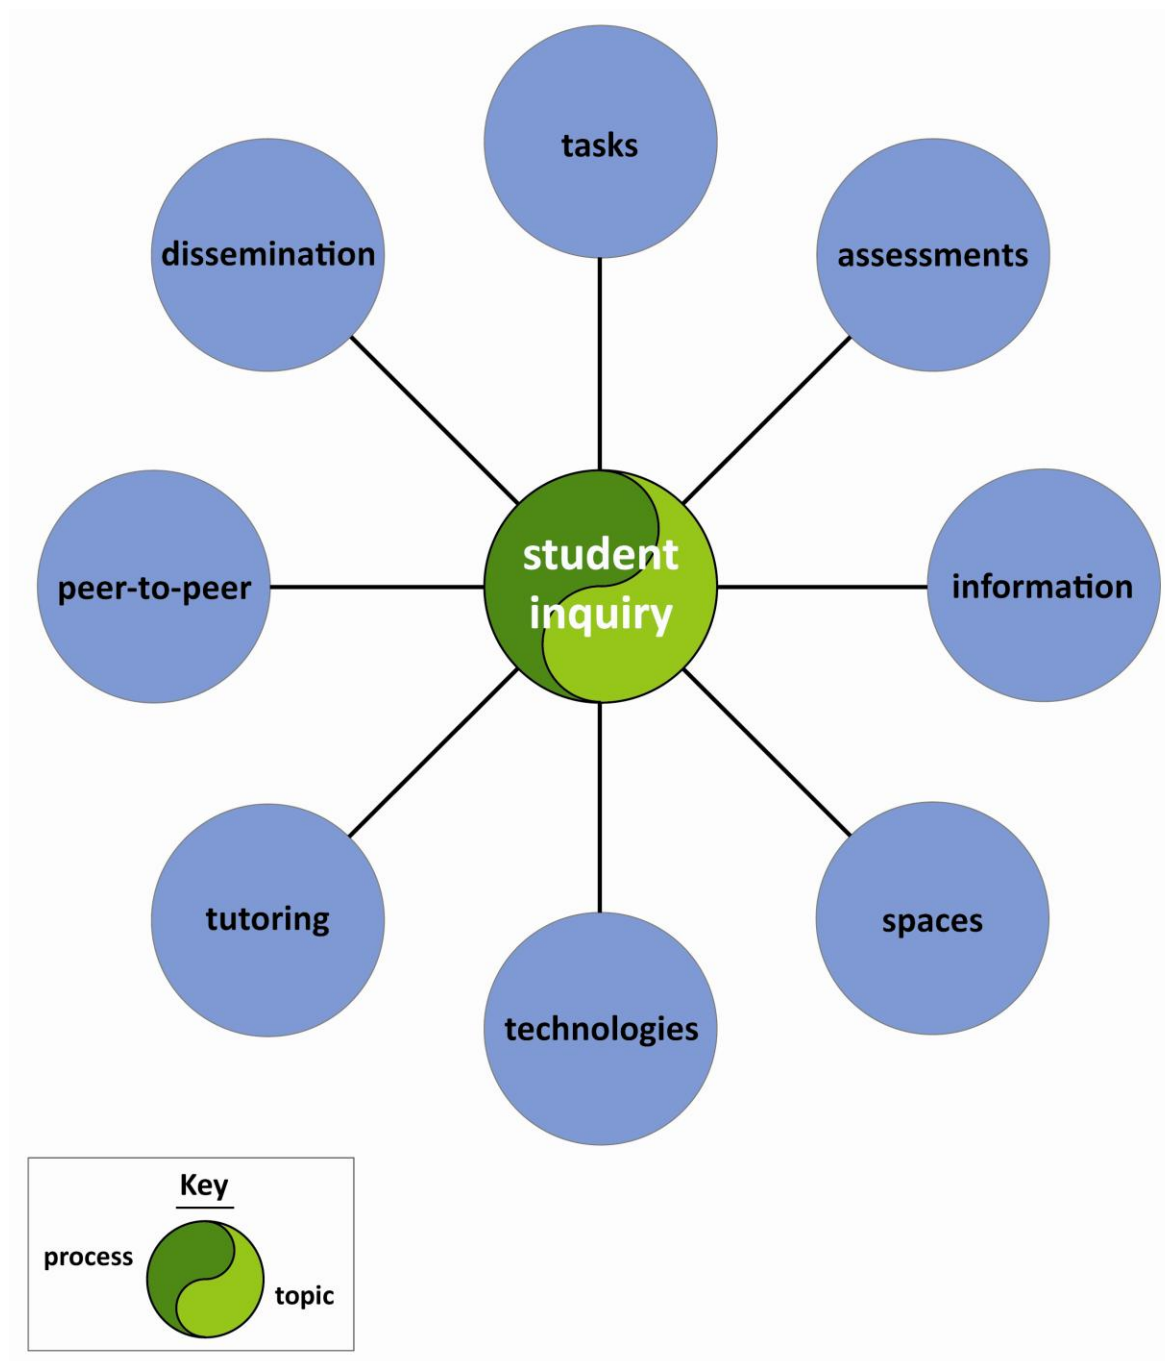 tasks
dissemination
assessments
student
inquiry
peer-to-peer
information
tutoring
spaces
technologies
Key
process
topic